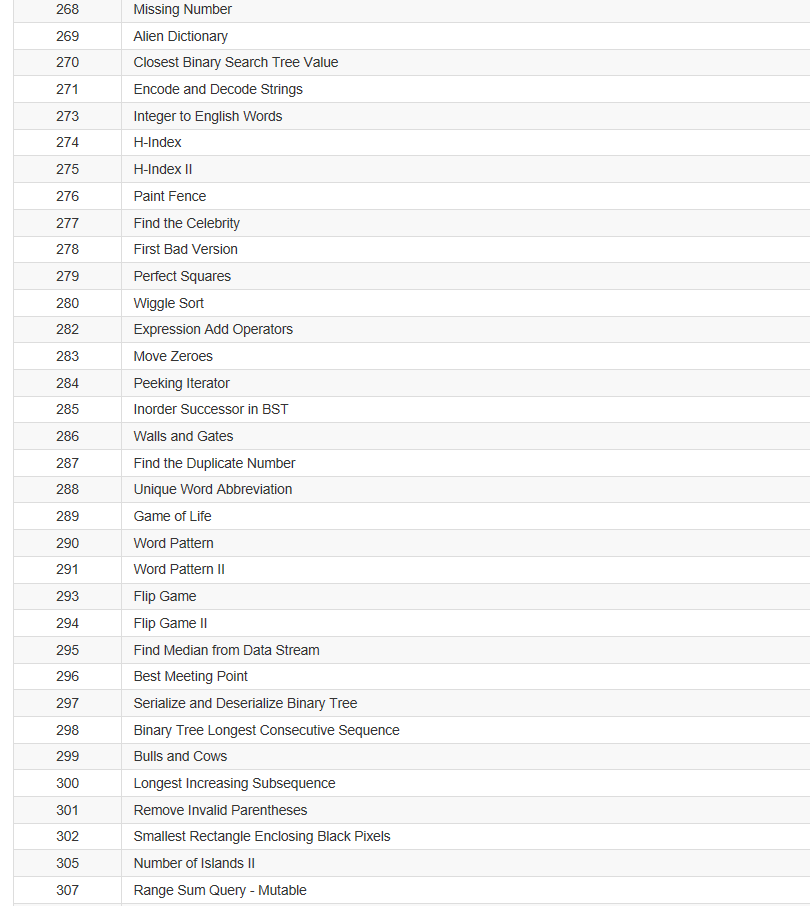 268 Missing Number
269 Alien Dictionary
270 Closest Binary Search Tree Value
271 Encode and Decode Strings
273 Integer to English Words
274 H-Index
275 H-Index II
276 Paint Fence
277 Find the Celebrity
278 First Bad Version
279 Perfect Squares
280 Wiggle Sort
282 Expression Add Operators
283 Move Zeroes
284 Peeking Iterator
285 Inorder Successor in BST
286 Walls and Gates
287 Find the Duplicate Number
288 Unique Word Abbreviation
289 Game of Life
290 Word Pattern
291 Word Pattern II
293 Flip Game
294 Flip Game II
295 Find Median from Data Stream
296 Best Meeting Point
297 Serialize and Deserialize Binary Tree
298 Binary Tree Longest Consecutive Sequence
299 Bulls and Cows
300 Longest Increasing Subsequence
301 Remove Invalid Parentheses
302 Smallest Rectangle Enclosing Black Pixels
305 Number of Islands II
307 Range Sum Query - Mutable